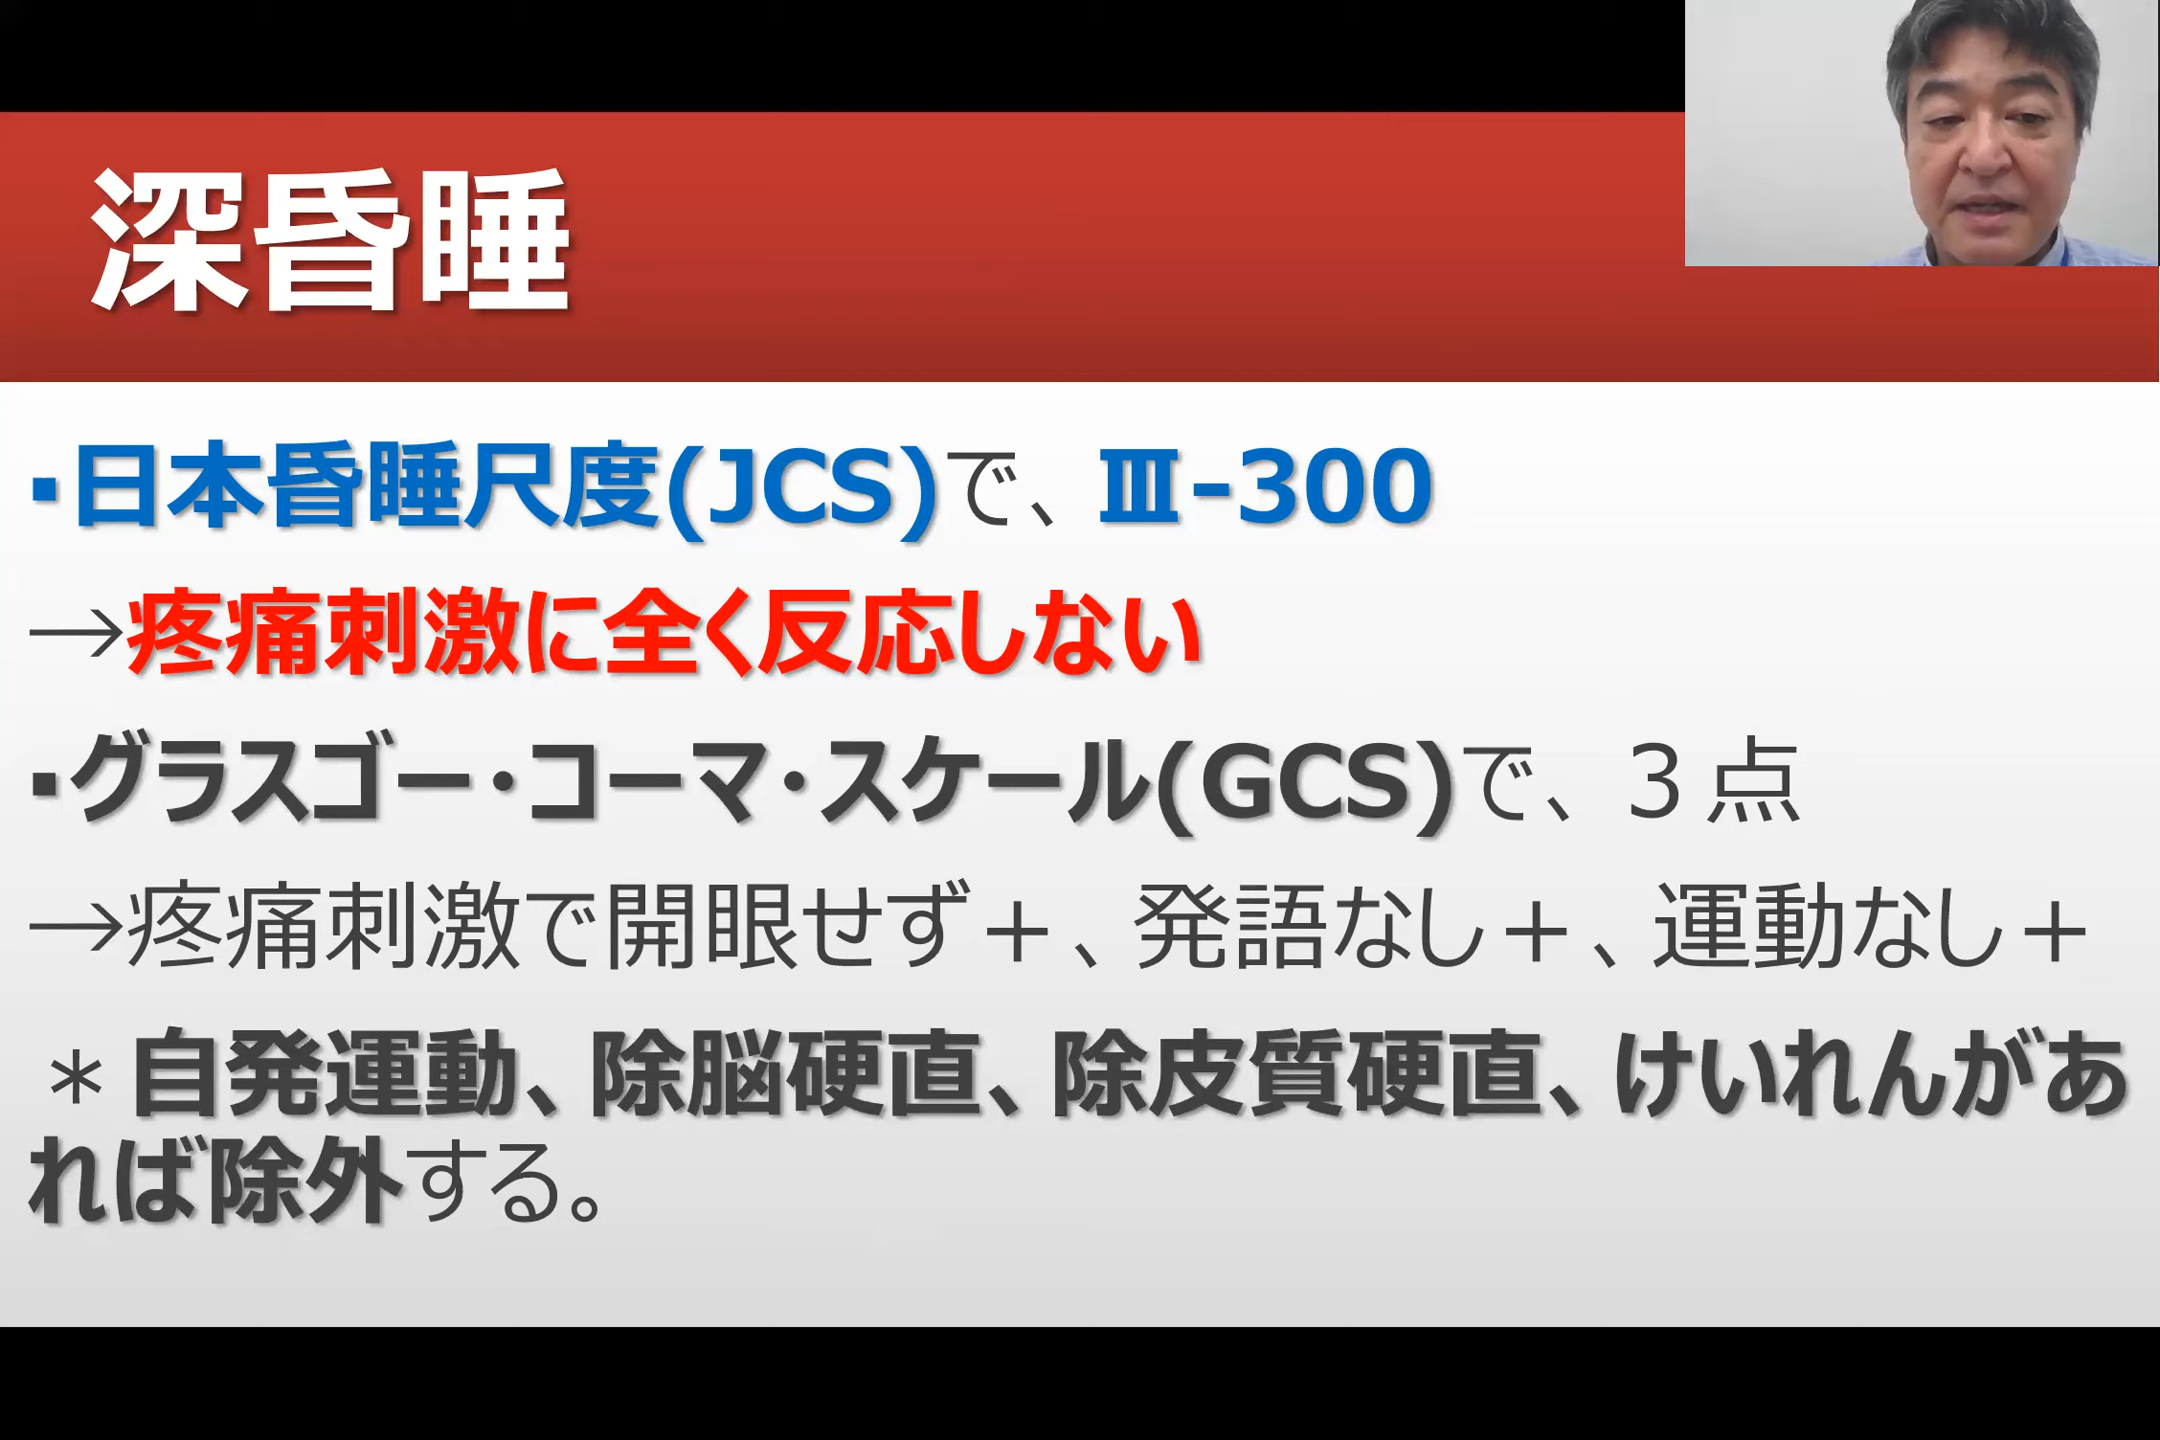 深昏睡
▪日本昏睡尺度(JCS)で、Ⅲ-300
→疼痛刺激に全く反応しない
▪グラスゴー・コーマ・スケール(GCS)で、３点
→疼痛刺激で開眼せず＋、発語なし＋、運動なし＋
＊自発運動、除脳硬直、除皮質硬直、けいれんがあ
れば除外する。